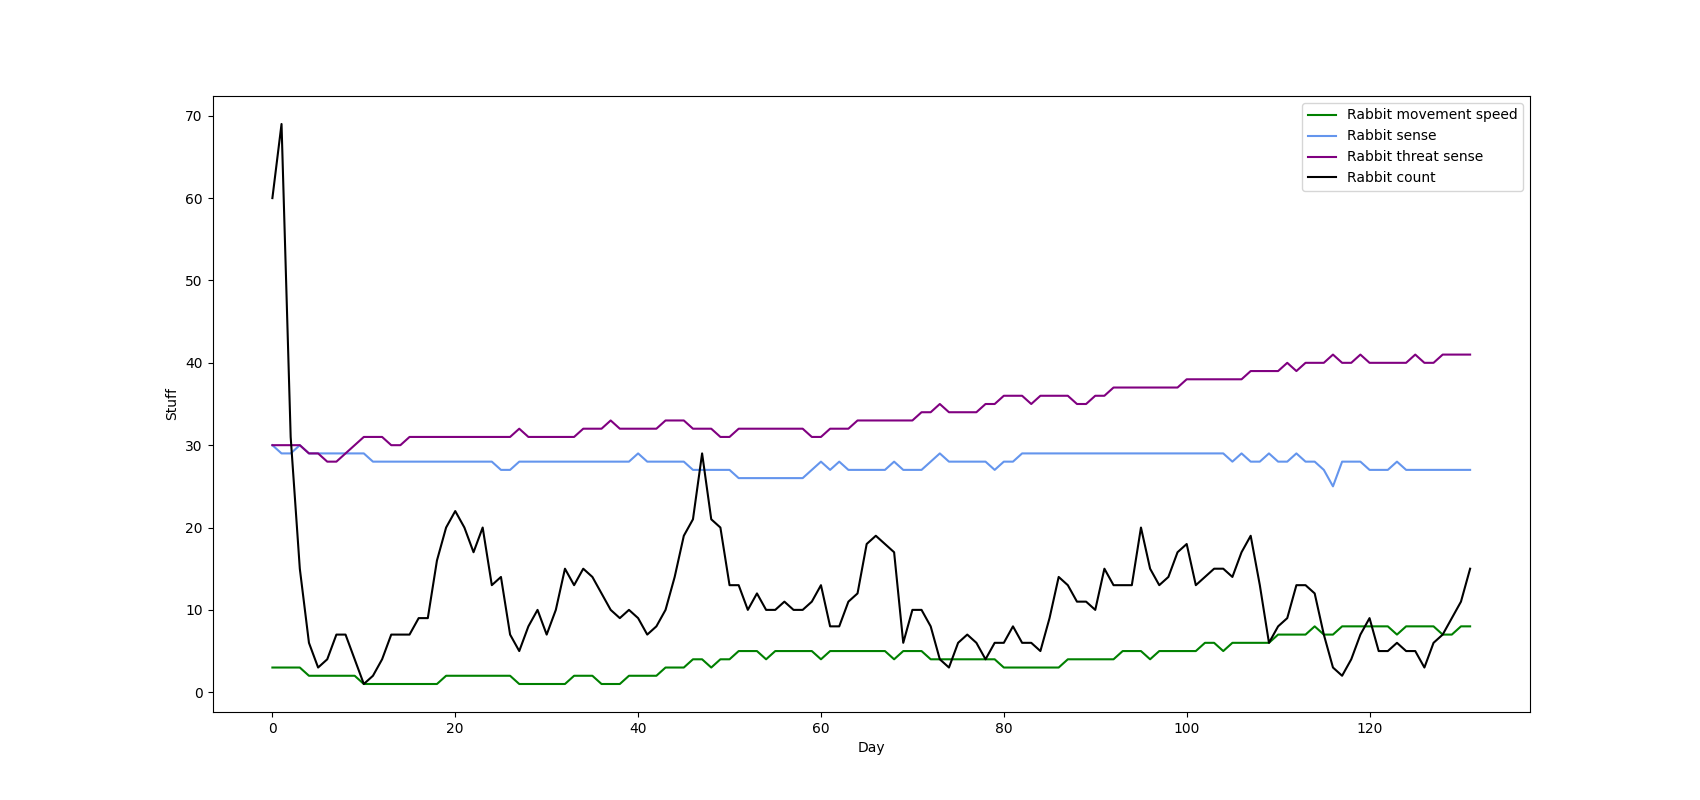 70
60
50
40
30
20
10
0
Stuff
0 20 40 60 80 100 120
Day
Rabbit movement speed
Rabbit sense
Rabbit threat sense
Rabbit count